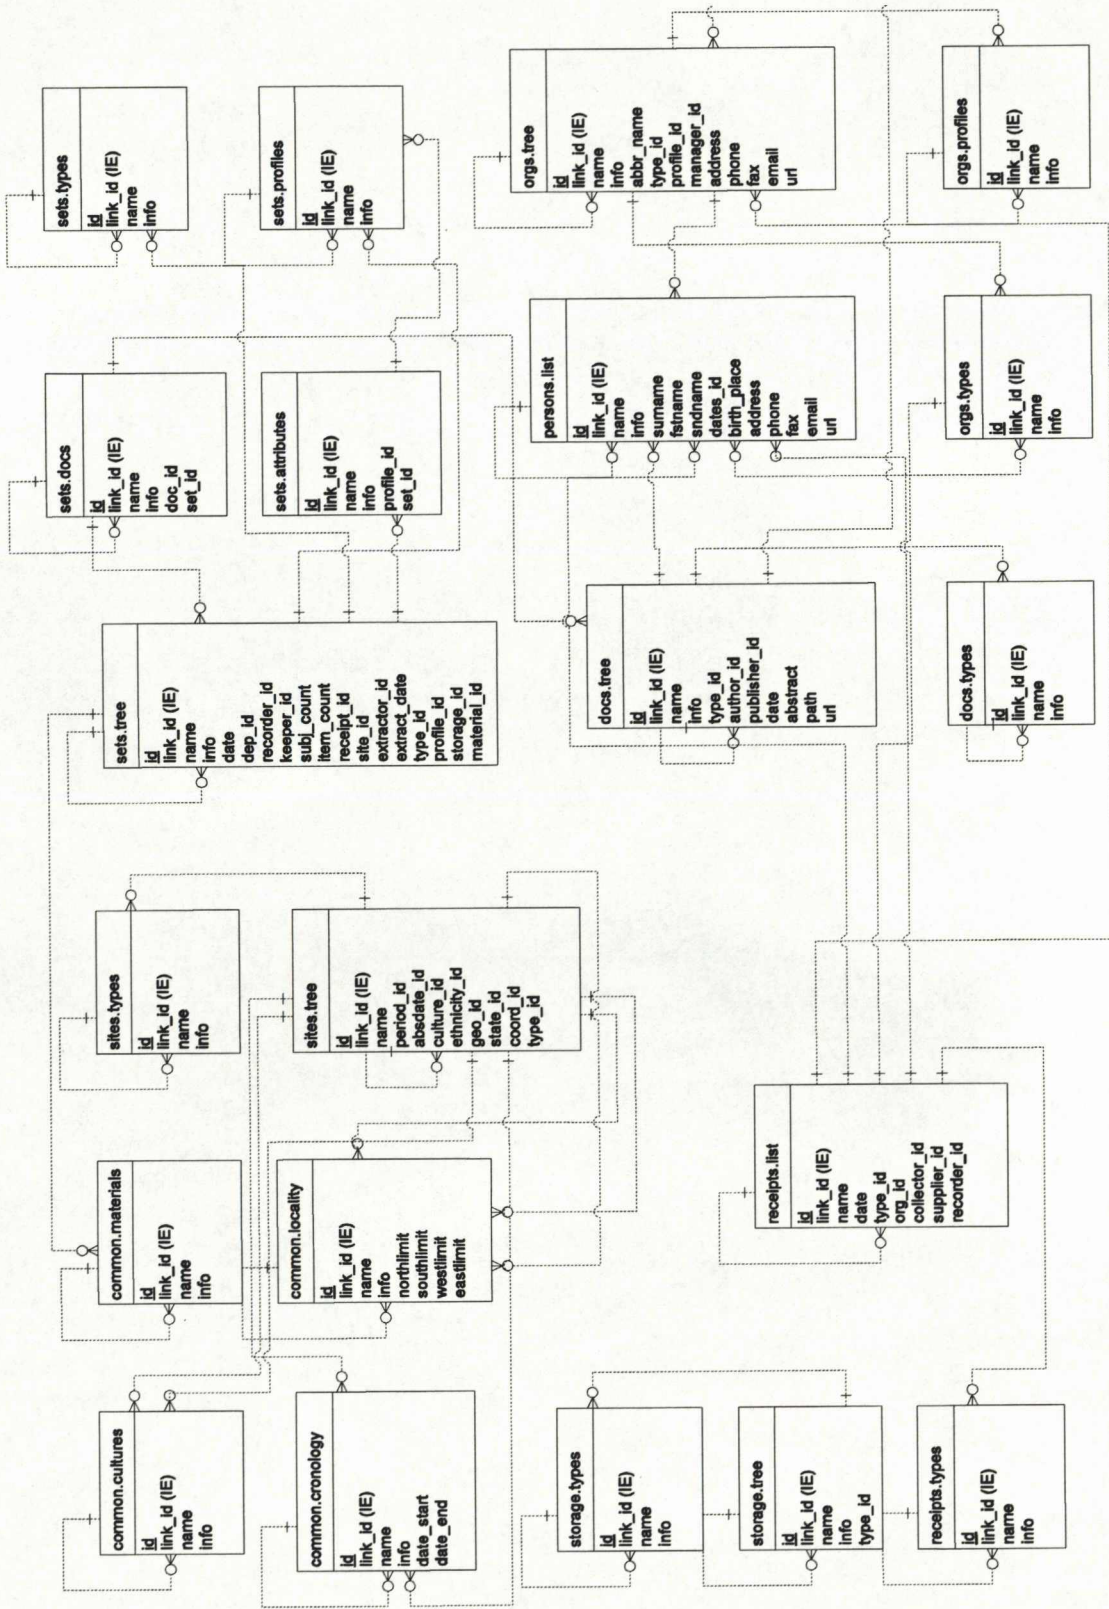 common.cultures
id
link_id (IE)
name
info
common.materials
id
link_id (IE)
name
info
sites.types
id
link_id (IE)
name
info
sets.tree
id
link_id (IE)
name
info
date
dep_id
recorder_id
keeper_id
subj_count
item_count
receipt_id
site_id
extractor_id
extract_date
type_id
profile_id
storage_id
material_id
sets.docs
id
link_id (IE)
name
info
doc_id
set_id
sets.types
id
link_id (IE)
name
info
common.cronology
id
link_id (IE)
name
info
date_start
date_end
common.locality
id
link_id (IE)
name
info
northlimit
southlimit
westlimit
eastlimit
sites.tree
id
link_id (IE)
name
period_id
absdate_id
culture_id
ethnicity_id
geo_id
state_id
coord_id
type_id
sets.attributes
id
link_id (IE)
name
info
profile_id
set_id
sets.profiles
id
link_id (IE)
name
info
storage.types
id
link_id (IE)
name
info
storage.tree
id
link_id (IE)
name
info
type_id
receipts.types
id
link_id (IE)
name
info
receipts.list
id
link_id (IE)
name
date
type_id
org_id
collector_id
supplier_id
recorder_id
docs.tree
id
link_id (IE)
name
info
type_id
author_id
publisher_id
date
abstract
path
url
docs.types
id
link_id (IE)
name
info
persons.list
id
link_id (IE)
name
info
surname
fstname
sndname
dates_id
birth_place
address
phone
fax
email
url
orgs.types
id
link_id (IE)
name
info
orgs.tree
id
link_id (IE)
name
info
abbr_name
type_id
profile_id
manager_id
address
phone
fax
email
url
orgs.profiles
id
link_id (IE)
name
info